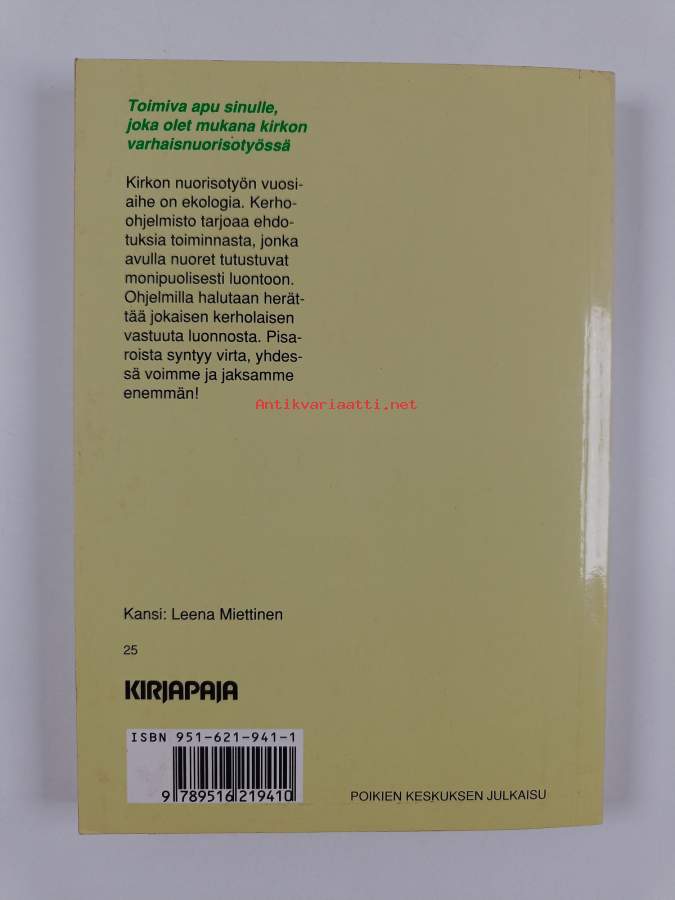 Toimiva apu sinulle,
joka olet mukana kirkon
varhaisnuorisotyössä
Kirkon nuorisotyön vuosi-
aihe on ekologia. Kerho-
ohjelmisto tarjoaa ehdo-
tuksia toiminnasta, jonka
avulla nuoret tutustuvat
monipuolisesti luontoon.
Ohjelmilla halutaan herät-
tää jokaisen kerholaisen
vastuuta luonnosta. Pisa-
roista syntyy virta, yhdes-
sä voimme ja jaksamme
enemmän!
Antikvariaatti.net
Kansi: Leena Miettinen
25
KIRJAPAJA
ISBN 951-621-941-1
9 789516 219410
POIKIEN KESKUKSEN JULKAISU